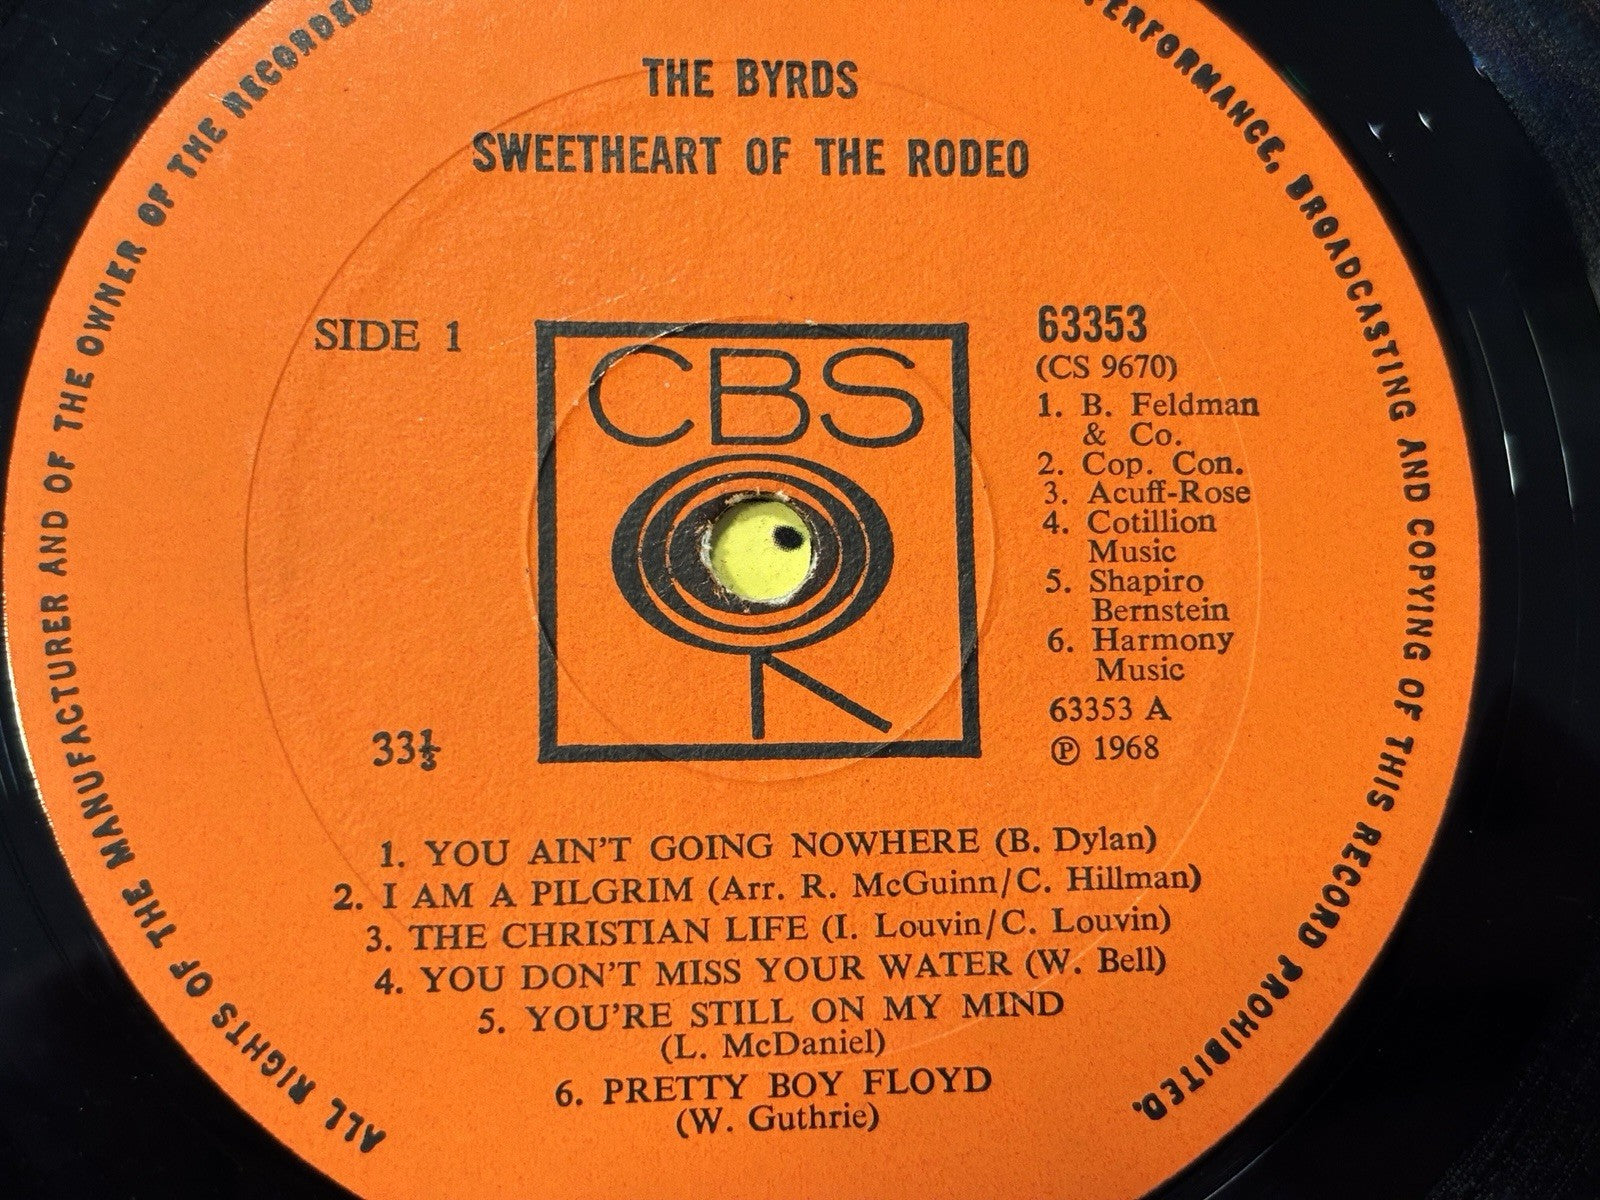 THE BYRDS
SWEETHEART OF THE RODEO
SIDE 1
CBS
63353
(CS 9670)
1. B. Feldman
& Co.
2. Cop. Con.
3. Acuff-Rose
4. Cotillion
Music
5. Shapiro
Bernstein
6. Harmony
Music
63353 A
℗ 1968
33⅓
1. YOU AIN'T GOING NOWHERE (B. Dylan)
2. I AM A PILGRIM (Arr. R. McGuinn/C. Hillman)
3. THE CHRISTIAN LIFE (I. Louvin/C. Louvin)
4. YOU DON'T MISS YOUR WATER (W. Bell)
5. YOU'RE STILL ON MY MIND
(L. McDaniel)
6. PRETTY BOY FLOYD
(W. Guthrie)
ALL RIGHTS OF THE MANUFACTURER AND OF THE OWNER OF THE RECORDED
PERFORMANCE, BROADCASTING AND COPYING OF THIS RECORD PROHIBITED.